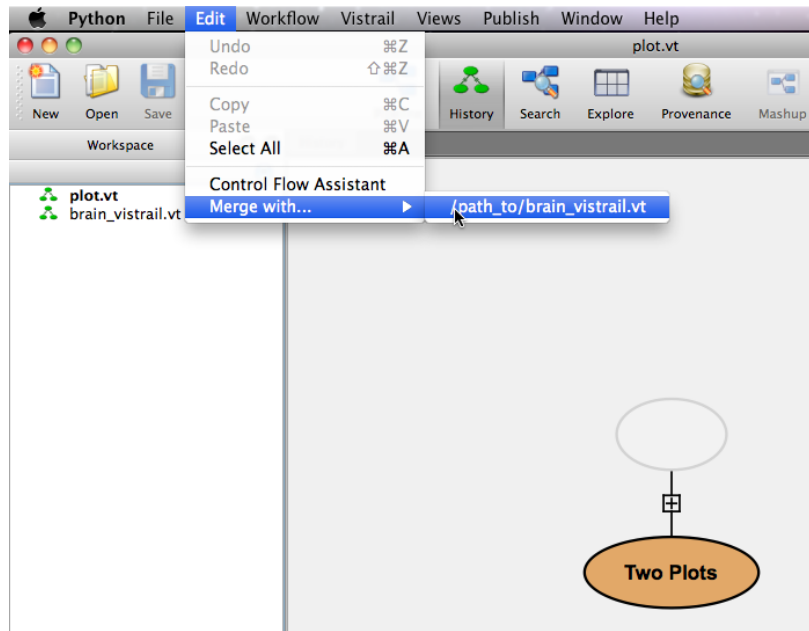 Python File Edit Workflow Vistrail Views Publish Window Help
plot.vt
Undo ⌘Z
Redo ⇧⌘Z
Copy ⌘C
Paste ⌘V
Select All ⌘A
Control Flow Assistant
Merge with... ▶ /path_to/brain_vistrail.vt
New Open Save History Search Explore Provenance Mashup
Workspace
plot.vt
brain_vistrail.vt
Two Plots